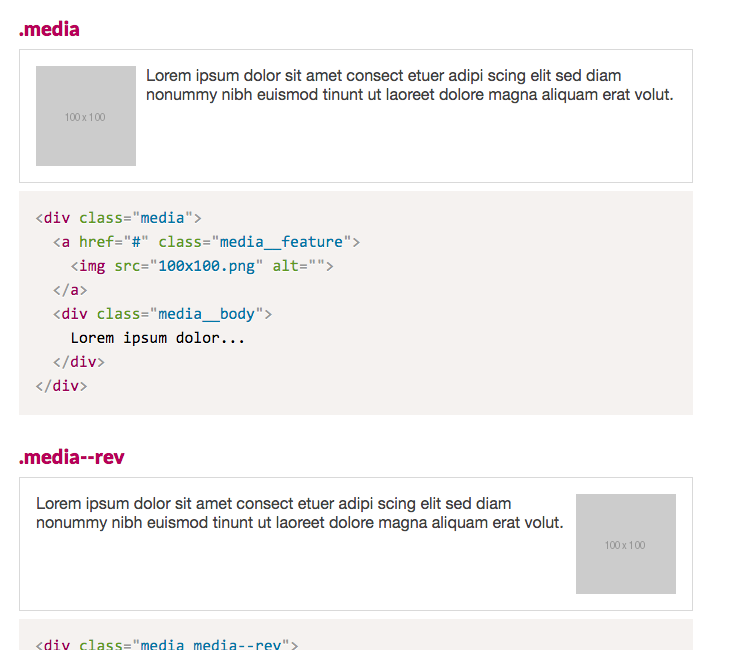 .media
100 x 100
Lorem ipsum dolor sit amet consect etuer adipi scing elit sed diam
nonummy nibh euismod tinunt ut laoreet dolore magna aliquam erat volut.
<div class="media">
  <a href="#" class="media__feature">
    <img src="100x100.png" alt="">
  </a>
  <div class="media__body">
    Lorem ipsum dolor...
  </div>
</div>
.media--rev
Lorem ipsum dolor sit amet consect etuer adipi scing elit sed diam
nonummy nibh euismod tinunt ut laoreet dolore magna aliquam erat volut.
100 x 100
<div class="media media--rev">